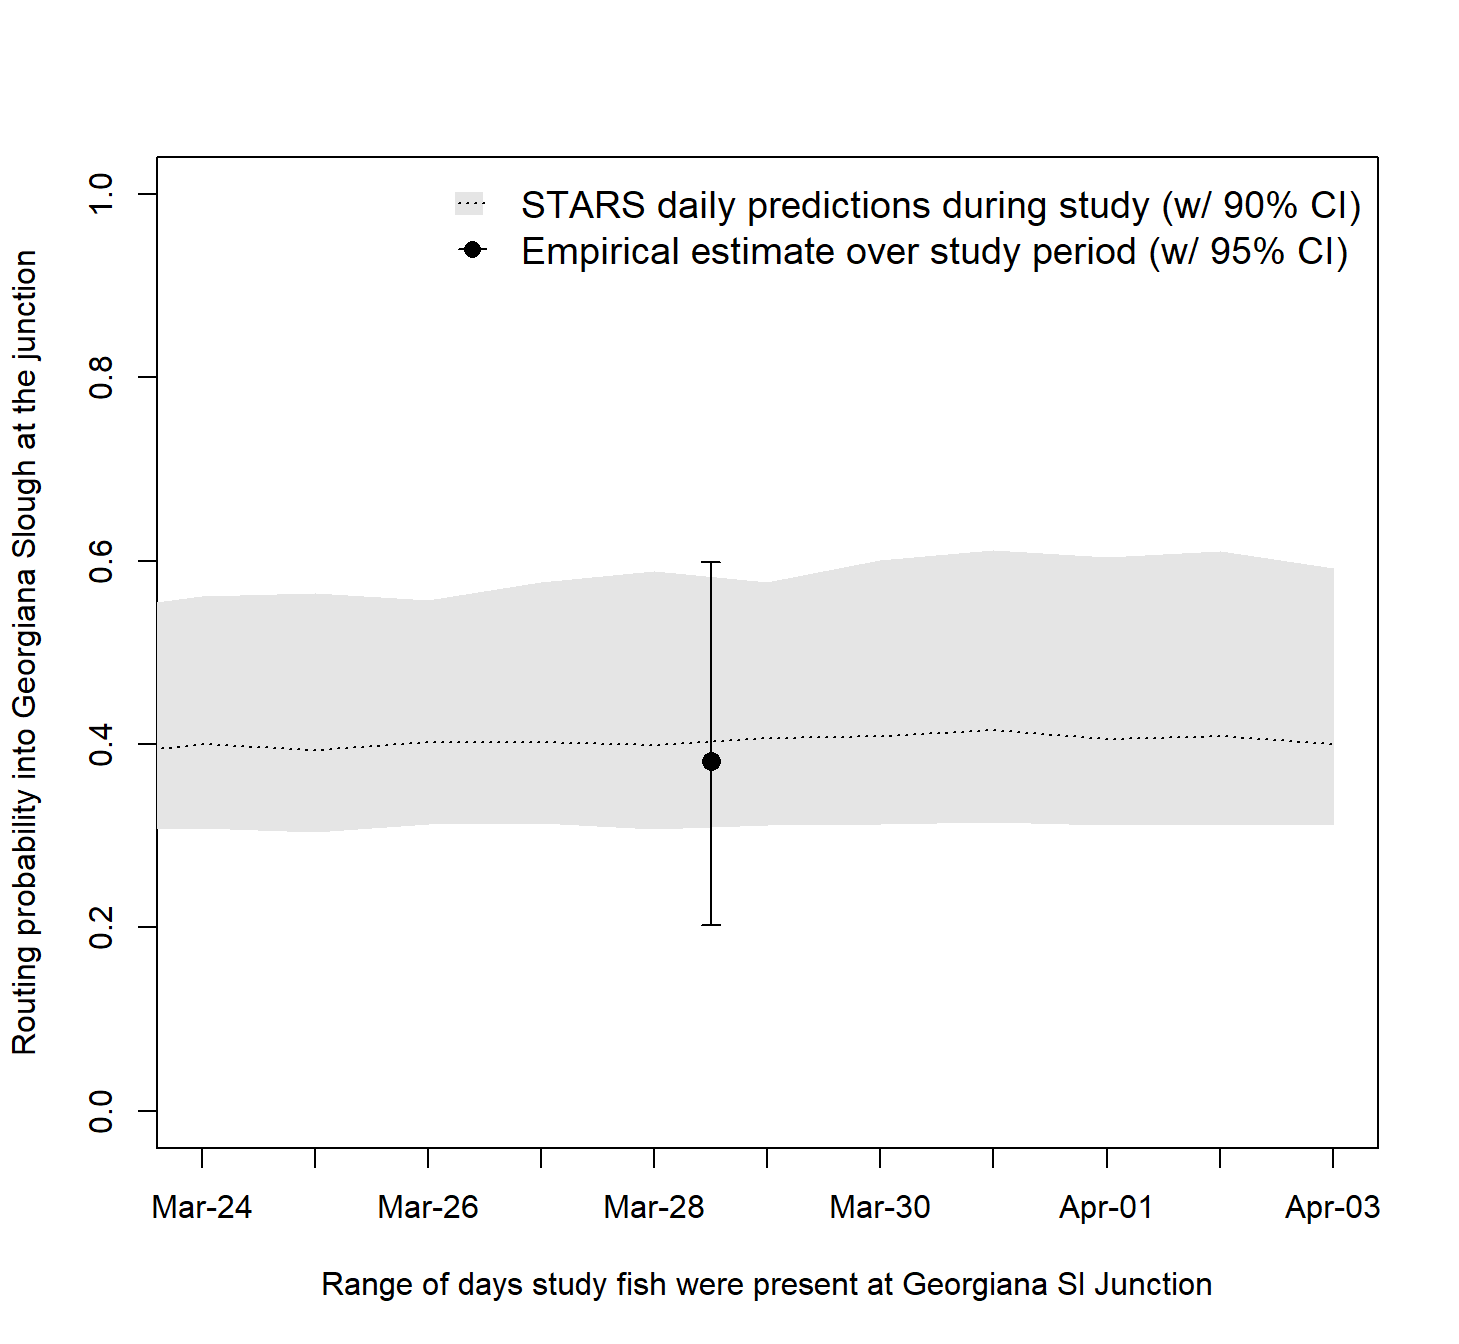 STARS daily predictions during study (w/ 90% CI)
Empirical estimate over study period (w/ 95% CI)
Routing probability into Georgiana Slough at the junction
1.0
0.8
0.6
0.4
0.2
0.0
Mar-24 Mar-26 Mar-28 Mar-30 Apr-01 Apr-03
Range of days study fish were present at Georgiana Sl Junction